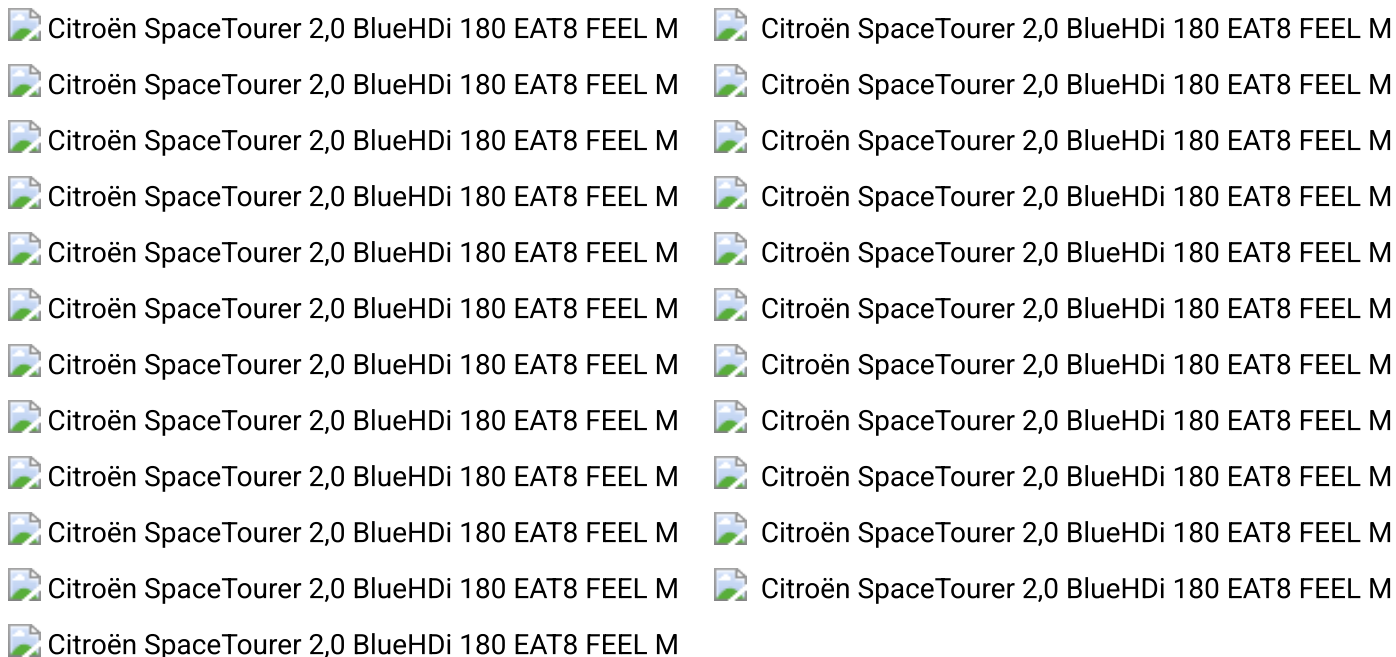 Citroën SpaceTourer 2,0 BlueHDi 180 EAT8 FEEL M Citroën SpaceTourer 2,0 BlueHDi 180 EAT8 FEEL M
Citroën SpaceTourer 2,0 BlueHDi 180 EAT8 FEEL M Citroën SpaceTourer 2,0 BlueHDi 180 EAT8 FEEL M
Citroën SpaceTourer 2,0 BlueHDi 180 EAT8 FEEL M Citroën SpaceTourer 2,0 BlueHDi 180 EAT8 FEEL M
Citroën SpaceTourer 2,0 BlueHDi 180 EAT8 FEEL M Citroën SpaceTourer 2,0 BlueHDi 180 EAT8 FEEL M
Citroën SpaceTourer 2,0 BlueHDi 180 EAT8 FEEL M Citroën SpaceTourer 2,0 BlueHDi 180 EAT8 FEEL M
Citroën SpaceTourer 2,0 BlueHDi 180 EAT8 FEEL M Citroën SpaceTourer 2,0 BlueHDi 180 EAT8 FEEL M
Citroën SpaceTourer 2,0 BlueHDi 180 EAT8 FEEL M Citroën SpaceTourer 2,0 BlueHDi 180 EAT8 FEEL M
Citroën SpaceTourer 2,0 BlueHDi 180 EAT8 FEEL M Citroën SpaceTourer 2,0 BlueHDi 180 EAT8 FEEL M
Citroën SpaceTourer 2,0 BlueHDi 180 EAT8 FEEL M Citroën SpaceTourer 2,0 BlueHDi 180 EAT8 FEEL M
Citroën SpaceTourer 2,0 BlueHDi 180 EAT8 FEEL M Citroën SpaceTourer 2,0 BlueHDi 180 EAT8 FEEL M
Citroën SpaceTourer 2,0 BlueHDi 180 EAT8 FEEL M Citroën SpaceTourer 2,0 BlueHDi 180 EAT8 FEEL M
Citroën SpaceTourer 2,0 BlueHDi 180 EAT8 FEEL M